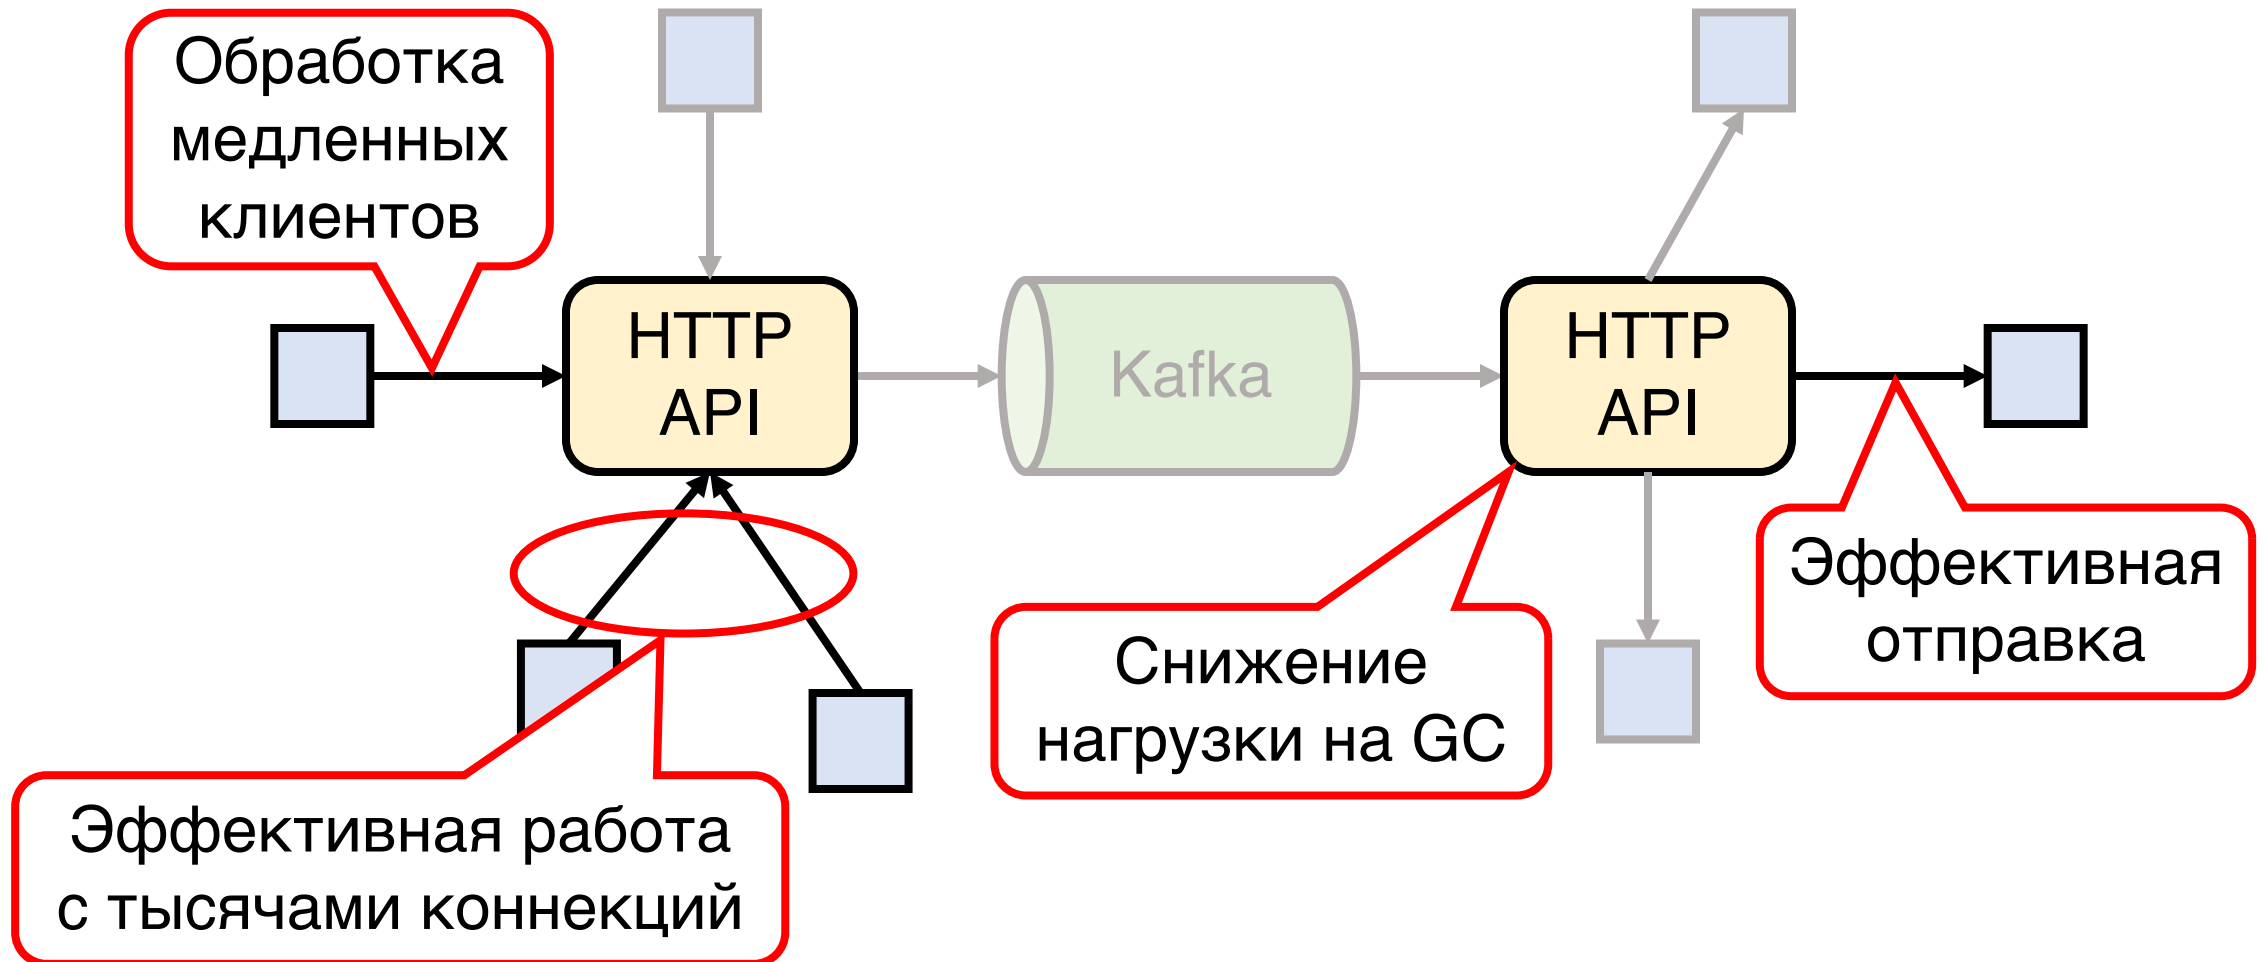 Обработка
медленных
клиентов
HTTP
API
Kafka
HTTP
API
Эффективная
отправка
Снижение
нагрузки на GC
Эффективная работа
с тысячами коннекций